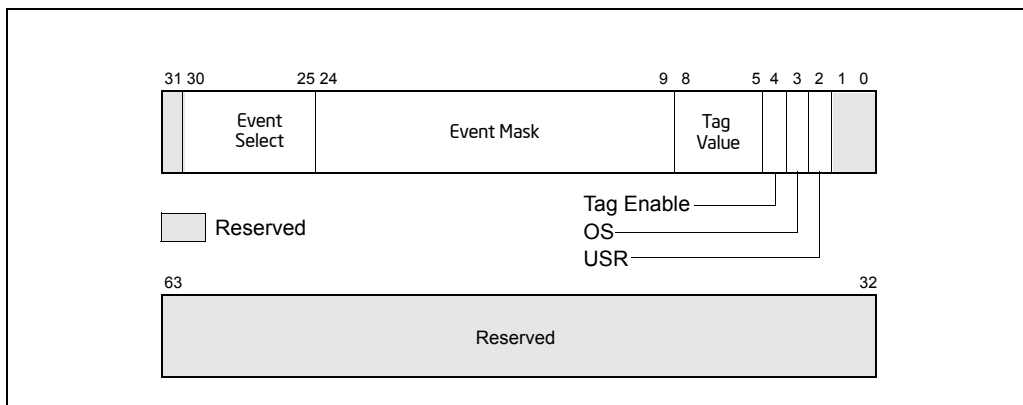 31 30 25 24 9 8 5 4 3 2 1 0
Event
Select
Event Mask
Tag
Value
Tag Enable
OS
USR
Reserved
63 32
Reserved